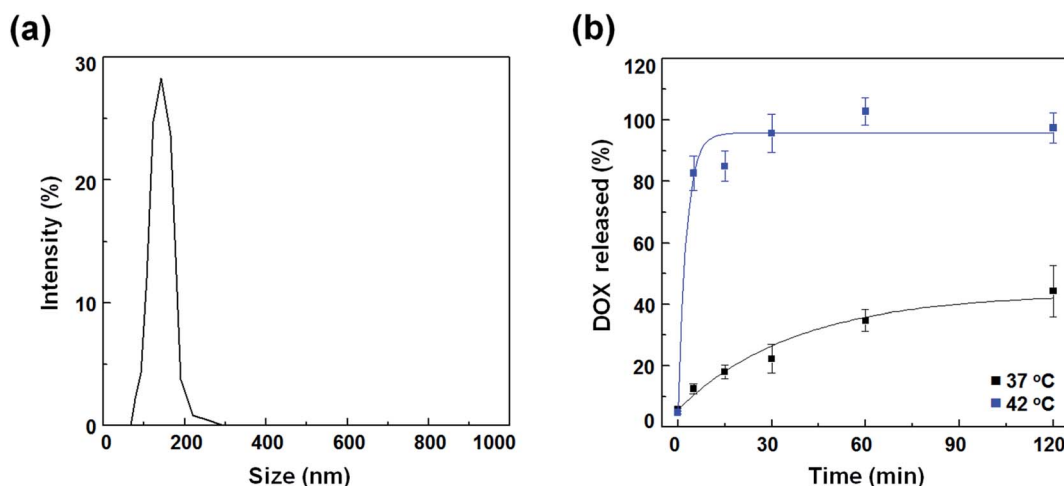 (a)
30
20
10
0
0 200 400 600 800 1000
Intensity (%)
Size (nm)
(b)
120
100
80
60
40
20
0
0 30 60 90 120
DOX released (%)
Time (min)
37 °C
42 °C